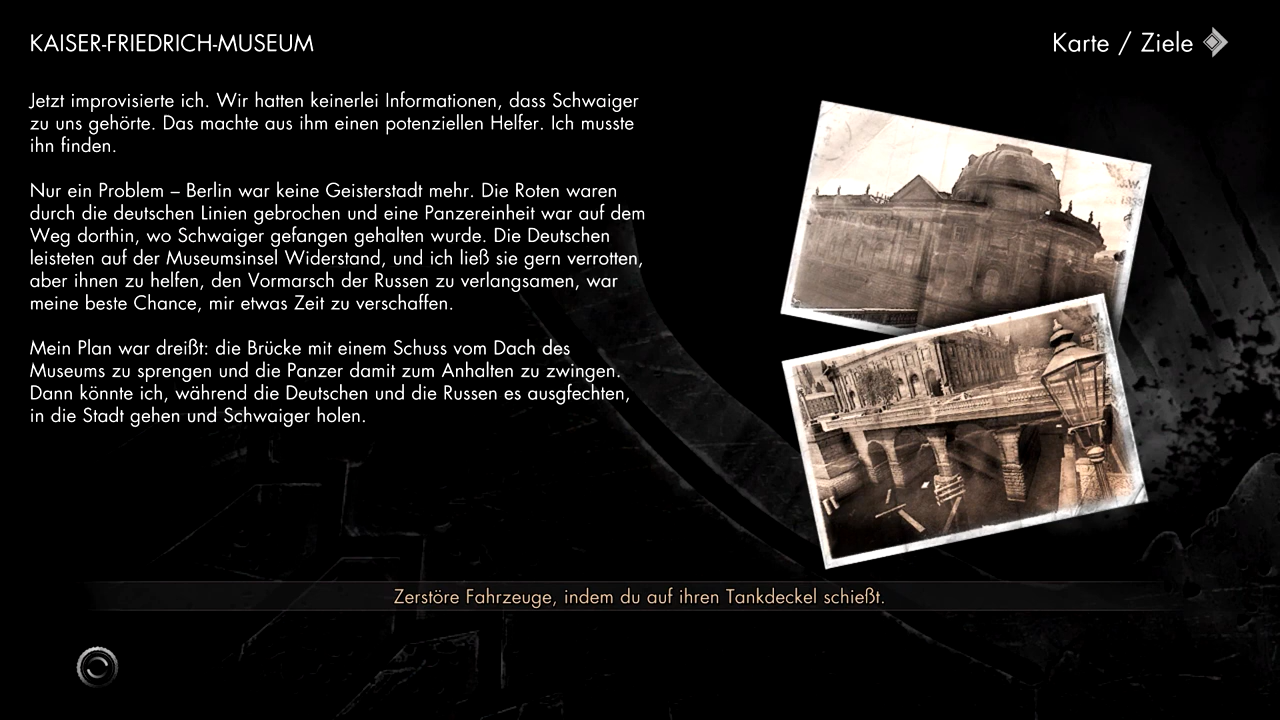 KAISER-FRIEDRICH-MUSEUM
Karte / Ziele
Jetzt improvisierte ich. Wir hatten keinerlei Informationen, dass Schwaiger
zu uns gehörte. Das machte aus ihm einen potenziellen Helfer. Ich musste
ihn finden.
Nur ein Problem – Berlin war keine Geisterstadt mehr. Die Roten waren
durch die deutschen Linien gebrochen und eine Panzereinheit war auf dem
Weg dorthin, wo Schwaiger gefangen gehalten wurde. Die Deutschen
leisteten auf der Museumsinsel Widerstand, und ich ließ sie gern verrotten,
aber ihnen zu helfen, den Vormarsch der Russen zu verlangsamen, war
meine beste Chance, mir etwas Zeit zu verschaffen.
Mein Plan war dreißt: die Brücke mit einem Schuss vom Dach des
Museums zu sprengen und die Panzer damit zum Anhalten zu zwingen.
Dann könnte ich, während die Deutschen und die Russen es ausgfechten,
in die Stadt gehen und Schwaiger holen.
Zerstöre Fahrzeuge, indem du auf ihren Tankdeckel schießt.